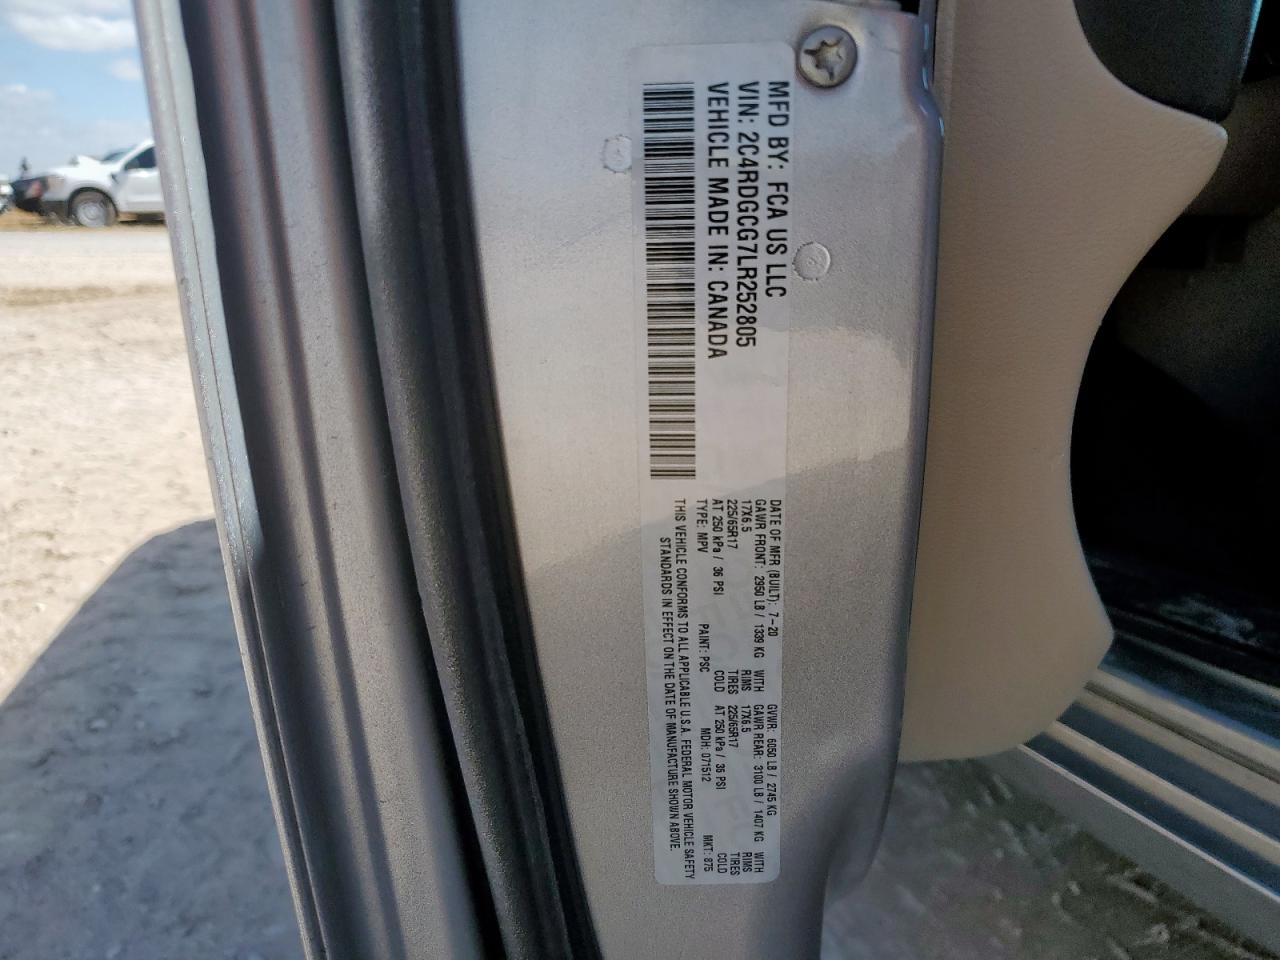 MFD BY: FCA US LLC
VIN: 2C4RDGCG7LR252805
VEHICLE MADE IN: CANADA
DATE OF MFR (BUILT): 7-20 GVWR: 6050 LB / 2745 KG
GAWR FRONT: 2950 LB / 1339 KG WITH GAWR REAR: 3100 LB / 1407 KG WITH
17X6.5 RIMS 17X6.5 RIMS
225/65R17 TIRES 225/65R17 TIRES
AT 250 kPa / 36 PSI COLD AT 250 kPa / 36 PSI COLD
TYPE: MPV PAINT: PSC MDH: 071512 MKT: 875
THIS VEHICLE CONFORMS TO ALL APPLICABLE U.S.A. FEDERAL MOTOR VEHICLE SAFETY
STANDARDS IN EFFECT ON THE DATE OF MANUFACTURE SHOWN ABOVE.